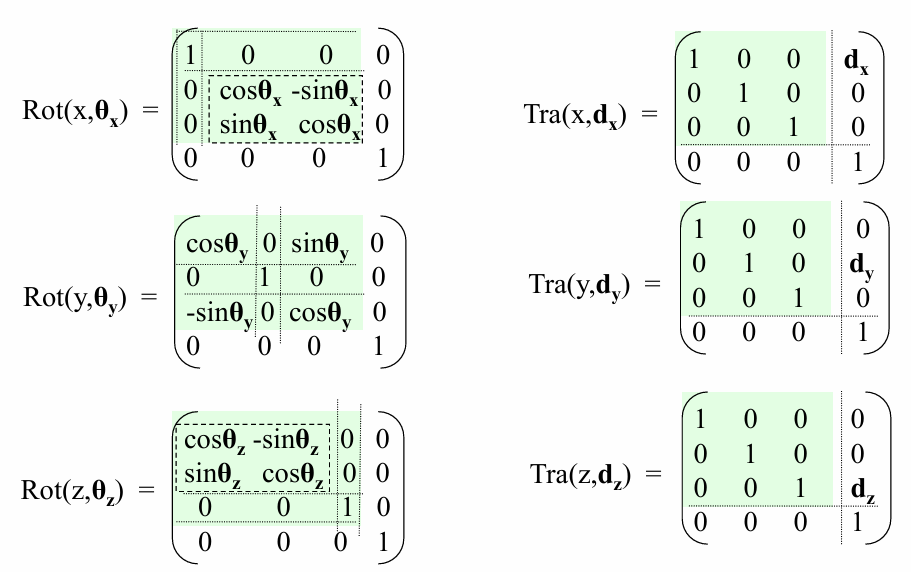 1 0 0 0
0 cosθx -sinθx 0
Rot(x,θx) =
0 sinθx cosθx 0
0 0 0 1
1 0 0 dx
0 1 0 0
Tra(x,dx) =
0 0 1 0
0 0 0 1
cosθy 0 sinθy 0
0 1 0 0
Rot(y,θy) =
-sinθy 0 cosθy 0
0 0 0 1
1 0 0 0
0 1 0 dy
Tra(y,dy) =
0 0 1 0
0 0 0 1
cosθz -sinθz 0 0
sinθz cosθz 0 0
Rot(z,θz) =
0 0 1 0
0 0 0 1
1 0 0 0
0 1 0 0
Tra(z,dz) =
0 0 1 dz
0 0 0 1